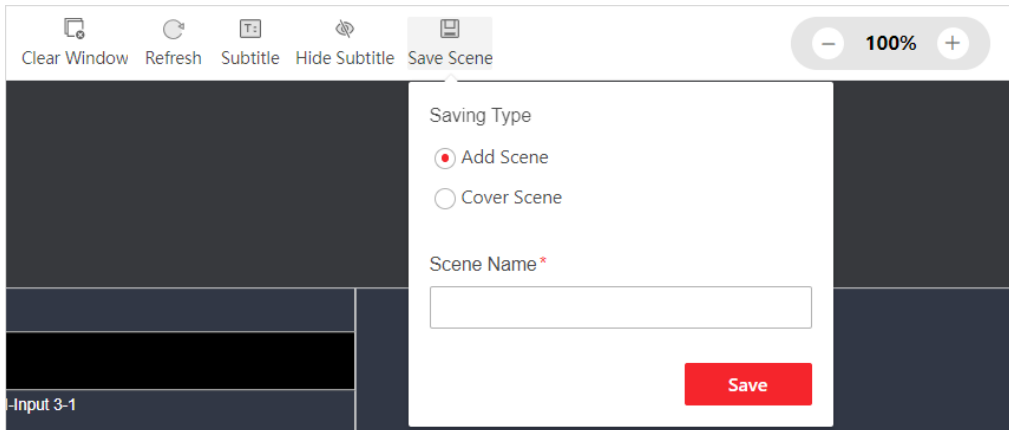 Clear Window Refresh Subtitle Hide Subtitle Save Scene 100%
Saving Type
Add Scene
Cover Scene
Scene Name*
Save
-Input 3-1